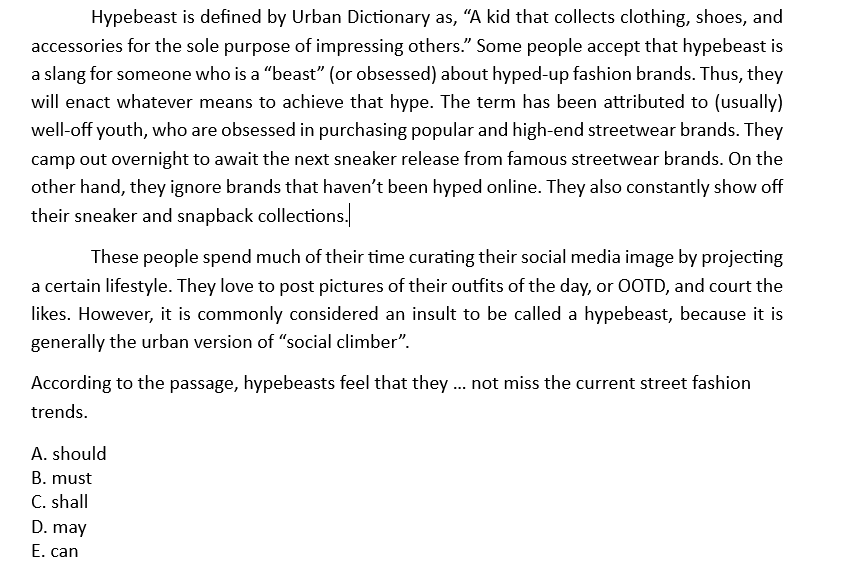 Hypebeast is defined by Urban Dictionary as, “A kid that collects clothing, shoes, and
accessories for the sole purpose of impressing others.” Some people accept that hypebeast is
a slang for someone who is a “beast” (or obsessed) about hyped-up fashion brands. Thus, they
will enact whatever means to achieve that hype. The term has been attributed to (usually)
well-off youth, who are obsessed in purchasing popular and high-end streetwear brands. They
camp out overnight to await the next sneaker release from famous streetwear brands. On the
other hand, they ignore brands that haven’t been hyped online. They also constantly show off
their sneaker and snapback collections.
These people spend much of their time curating their social media image by projecting
a certain lifestyle. They love to post pictures of their outfits of the day, or OOTD, and court the
likes. However, it is commonly considered an insult to be called a hypebeast, because it is
generally the urban version of “social climber”.
According to the passage, hypebeasts feel that they ... not miss the current street fashion
trends.
A. should
B. must
C. shall
D. may
E. can